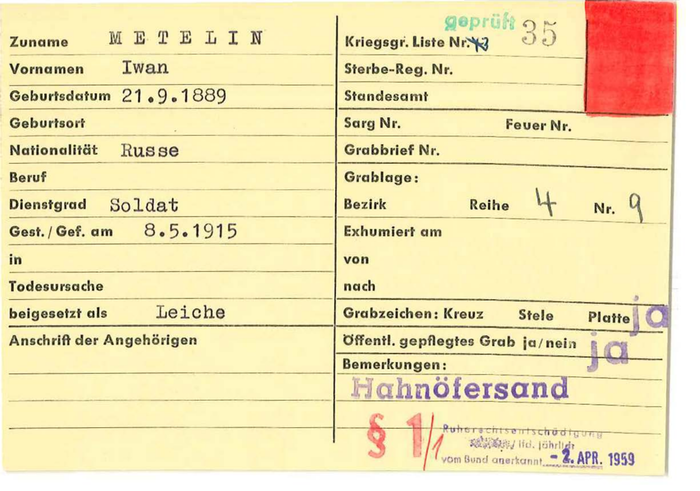 Zuname M E T E L I N
Vornamen Iwan
Geburtsdatum 21.9.1889
Geburtsort
Nationalität Russe
Beruf
Dienstgrad Soldat
Gest./Gef. am 8.5.1915
in
Todesursache
beigesetzt als Leiche
Anschrift der Angehörigen
geprüft 35
Kriegsgr. Liste Nr.
Sterbe-Reg. Nr.
Standesamt
Sarg Nr. Feuer Nr.
Grabbrief Nr.
Grablage:
Bezirk Reihe 4 Nr. 9
Exhumiert am
von
nach
Grabzeichen: Kreuz Stele Platte ja
Öffentl. gepflegtes Grab ja/nein ja
Bemerkungen:
Hahnöfersand
§ 1/1
Ruherechtsentschädigung
/ lfd. jährlich
vom Bund anerkannt -2. APR. 1959